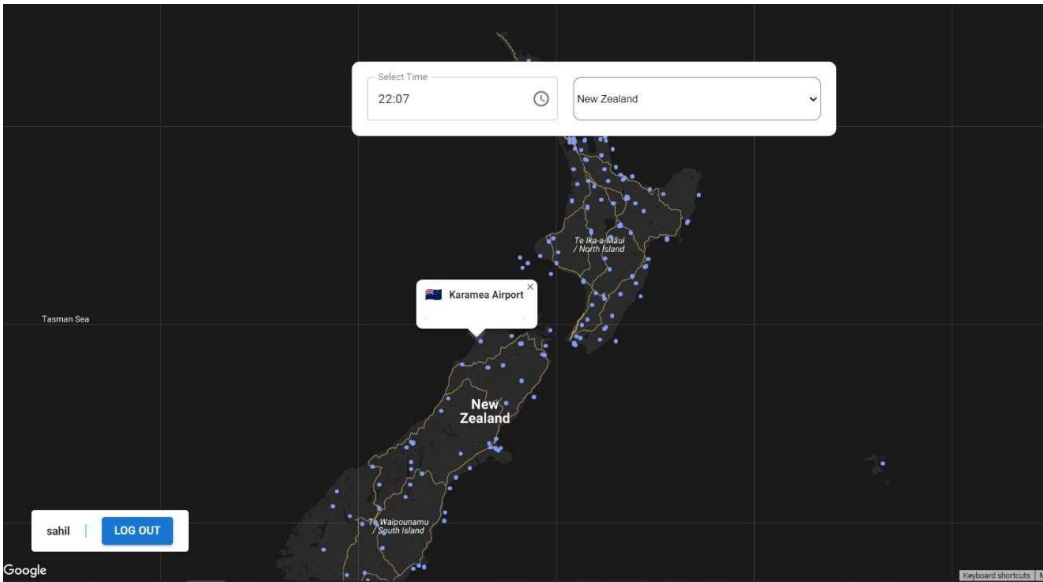 Select Time
22:07
New Zealand
Te Ika-a-Māui
/ North Island
Karamea Airport
Tasman Sea
New
Zealand
Te Waipounamu
/ South Island
sahil
LOG OUT
Google
Keyboard shortcuts
M